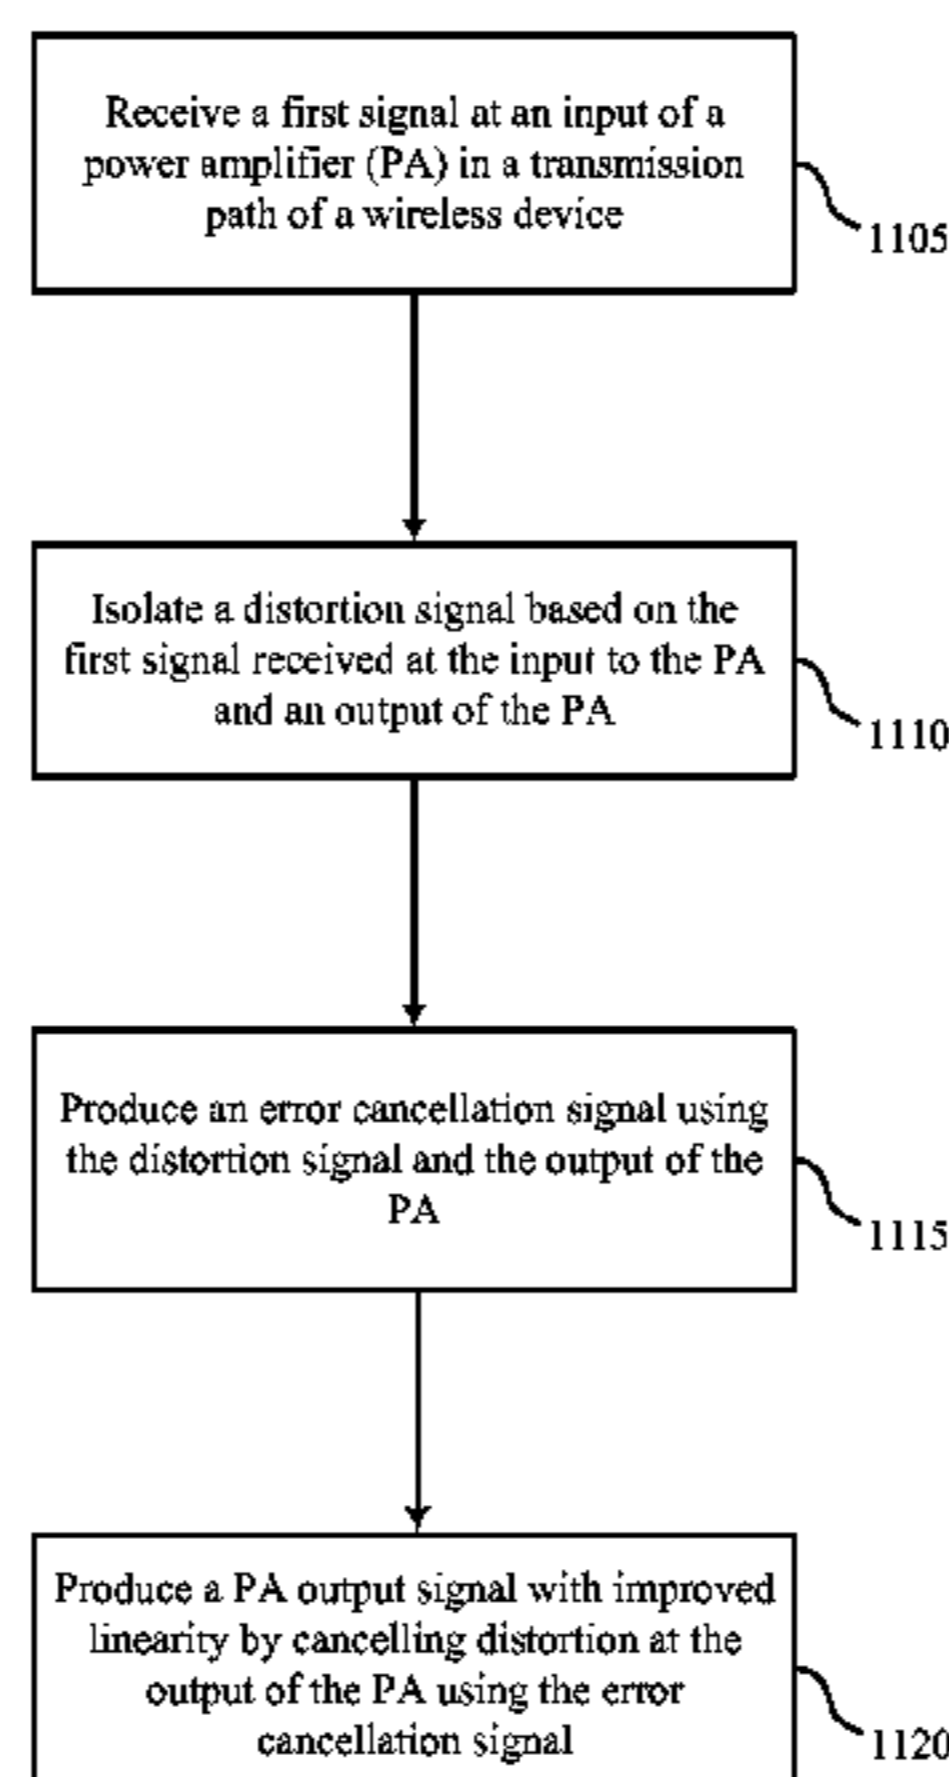 Receive a first signal at an input of a
power amplifier (PA) in a transmission
path of a wireless device
1105
Isolate a distortion signal based on the
first signal received at the input to the PA
and an output of the PA
1110
Produce an error cancellation signal using
the distortion signal and the output of the
PA
1115
Produce a PA output signal with improved
linearity by cancelling distortion at the
output of the PA using the error
cancellation signal
1120